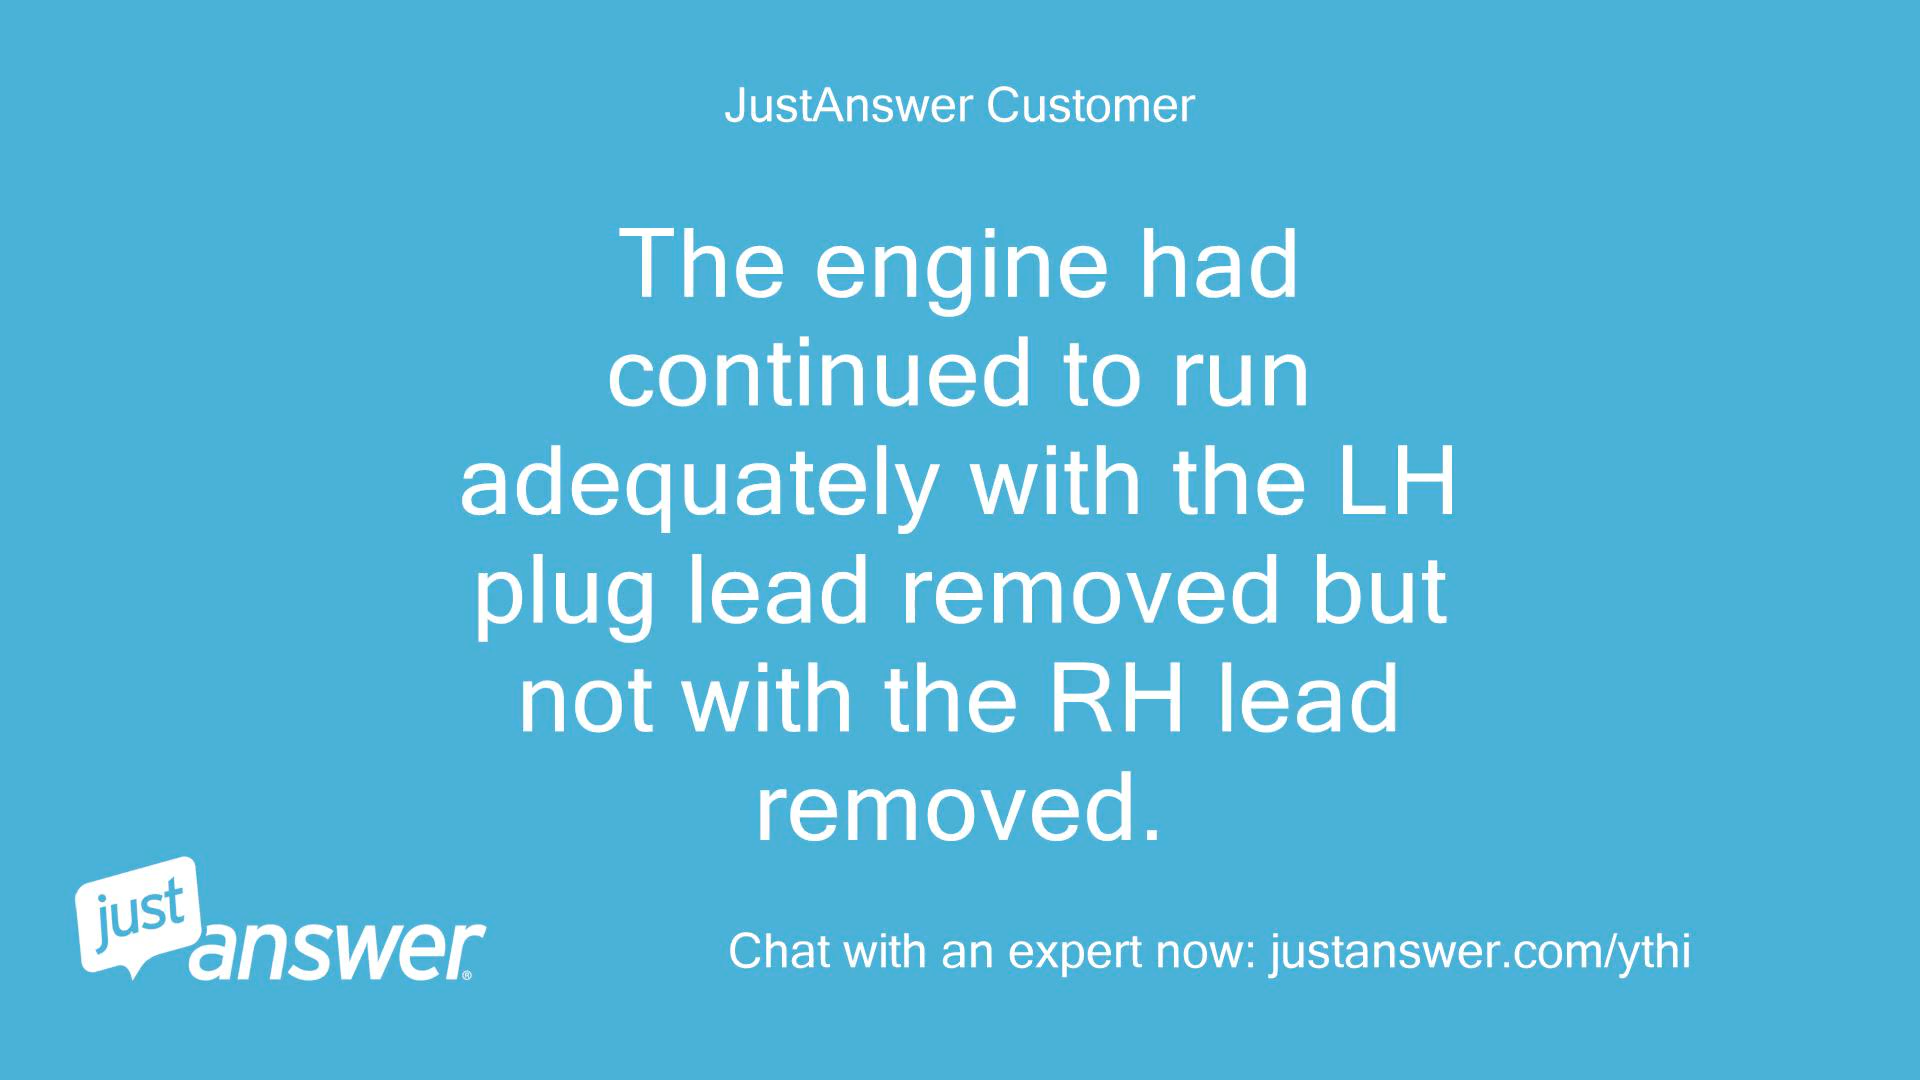 JustAnswer Customer
The engine had
continued to run
adequately with the LH
plug lead removed but
not with the RH lead
removed.
just
answer®
Chat with an expert now: justanswer.com/ythi